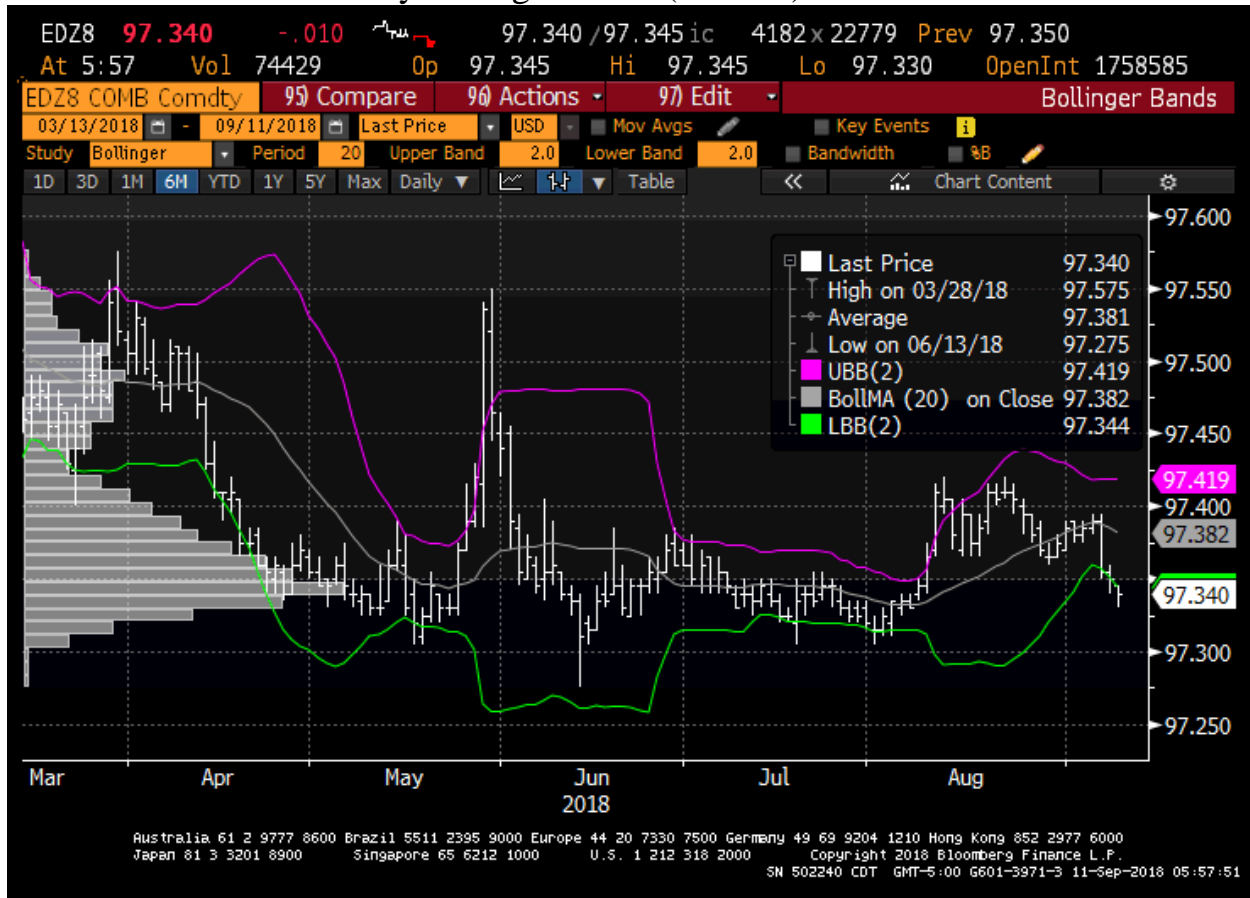 EDZ8 97.340 -.010 97.340 / 97.345 ic 4182 x 22779 Prev 97.350
At 5:57 Vol 74429 Op 97.345 Hi 97.345 Lo 97.330 OpenInt 1758585
EDZ8 COMB Comdty 95) Compare 96) Actions 97) Edit Bollinger Bands
03/13/2018 - 09/11/2018 Last Price USD Mov Avgs Key Events i
Study Bollinger Period 20 Upper Band 2.0 Lower Band 2.0 Bandwidth %B
1D 3D 1M 6M YTD 1Y 5Y Max Daily ▼ ▼ Table « Chart Content
97.600
Last Price 97.340
High on 03/28/18 97.575
97.550
Average 97.381
Low on 06/13/18 97.275
97.500
UBB(2) 97.419
BollMA (20) on Close 97.382
LBB(2) 97.344
97.450
97.419
97.400
97.382
97.340
97.300
97.250
Mar Apr May Jun Jul Aug
2018
Australia 61 2 9777 8600 Brazil 5511 2395 9000 Europe 44 20 7330 7500 Germany 49 69 9204 1210 Hong Kong 852 2977 6000
Japan 81 3 3201 8900 Singapore 65 6212 1000 U.S. 1 212 318 2000 Copyright 2018 Bloomberg Finance L.P.
SN 502240 CDT GMT-5:00 G601-3971-3 11-Sep-2018 05:57:51